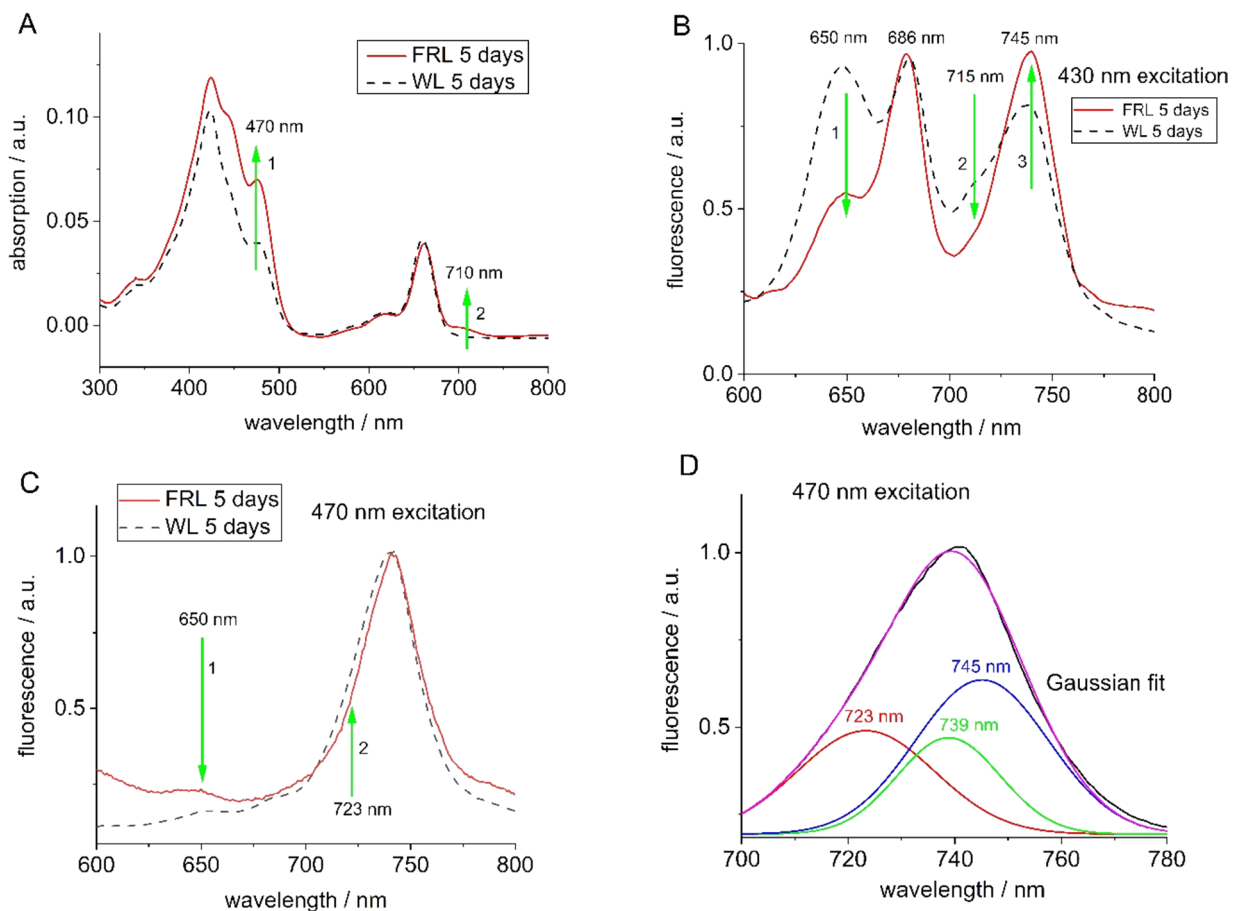 A
FRL 5 days
WL 5 days
470 nm
1
710 nm
2
absorption / a.u.
0.10
0.05
0.00
300 400 500 600 700 800
wavelength / nm
B
650 nm 686 nm 745 nm
715 nm
430 nm excitation
FRL 5 days
WL 5 days
1
2
3
fluorescence / a.u.
1.0
0.5
0.0
600 650 700 750 800
wavelength / nm
C
FRL 5 days
WL 5 days
470 nm excitation
650 nm
1
2
723 nm
fluorescence / a.u.
1.0
0.5
600 650 700 750 800
wavelength / nm
D
470 nm excitation
745 nm
Gaussian fit
723 nm
739 nm
fluorescence / a.u.
1.0
0.5
700 720 740 760 780
wavelength / nm